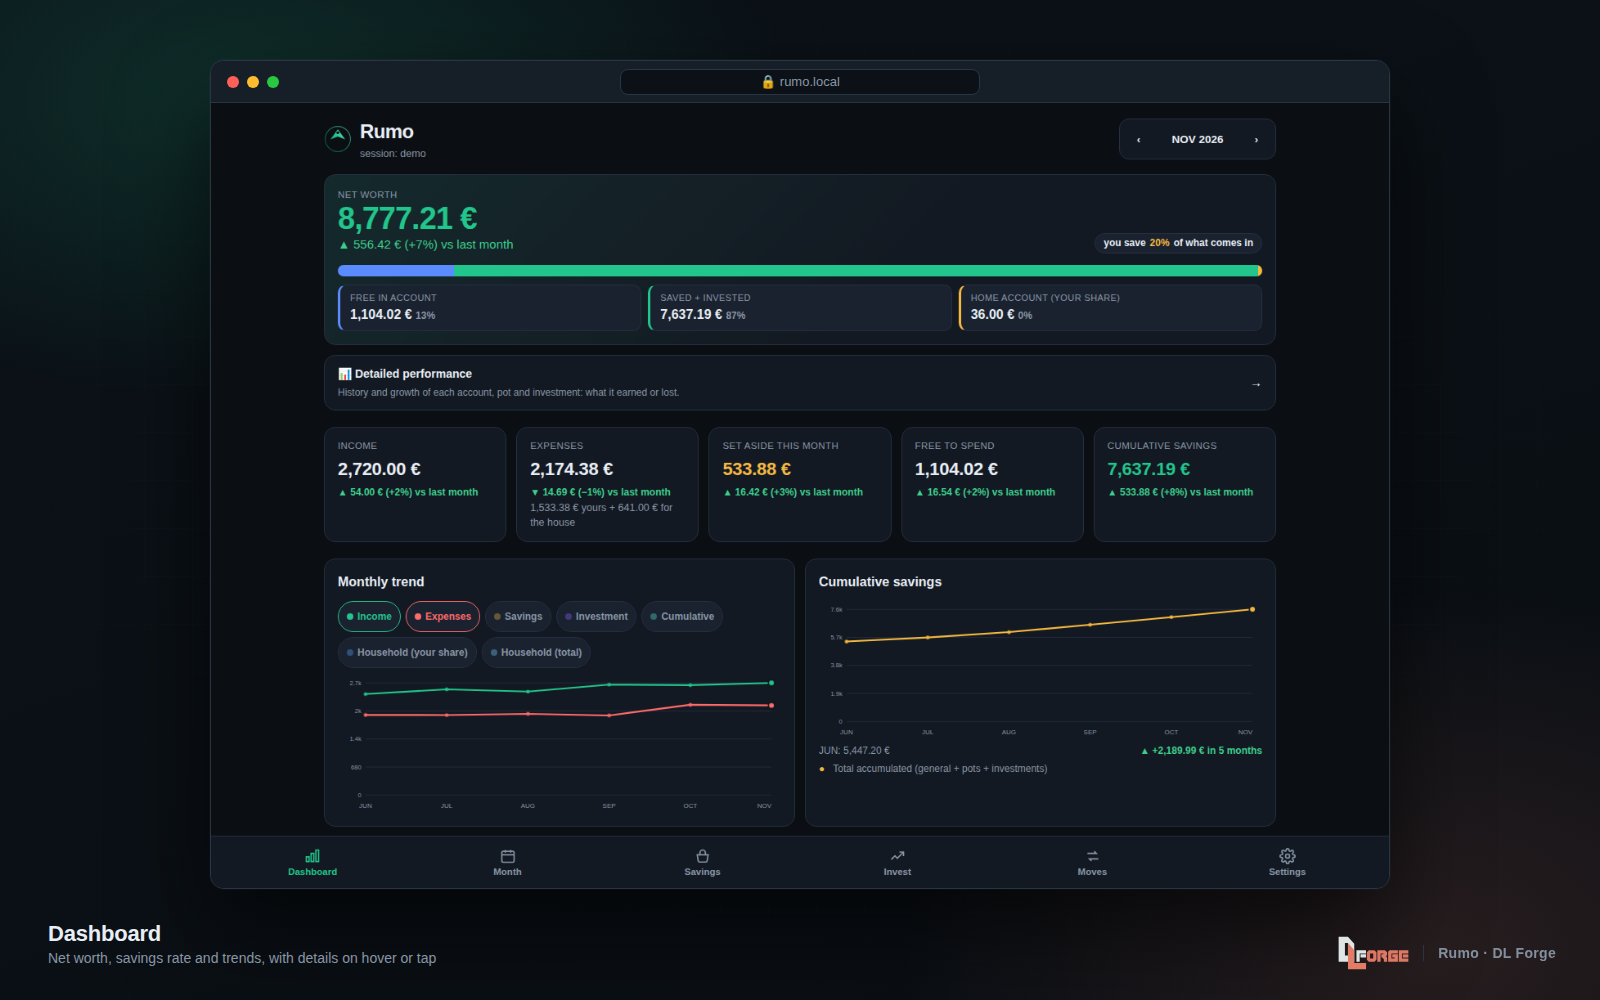 🔒 rumo.local
Rumo
session: demo
‹ NOV 2026 ›
NET WORTH
8,777.21 €
▲ 556.42 € (+7%) vs last month
you save 20% of what comes in
FREE IN ACCOUNT
1,104.02 € 13%
SAVED + INVESTED
7,637.19 € 87%
HOME ACCOUNT (YOUR SHARE)
36.00 € 0%
📊 Detailed performance
History and growth of each account, pot and investment: what it earned or lost.
→
INCOME
2,720.00 €
▲ 54.00 € (+2%) vs last month
EXPENSES
2,174.38 €
▼ 14.69 € (−1%) vs last month
1,533.38 € yours + 641.00 € for
the house
SET ASIDE THIS MONTH
533.88 €
▲ 16.42 € (+3%) vs last month
FREE TO SPEND
1,104.02 €
▲ 16.54 € (+2%) vs last month
CUMULATIVE SAVINGS
7,637.19 €
▲ 533.88 € (+8%) vs last month
Monthly trend
Income Expenses Savings Investment Cumulative
Household (your share) Household (total)
2.7k
2k
1.4k
680
0
JUN JUL AUG SEP OCT NOV
Cumulative savings
7.6k
5.7k
3.8k
1.9k
0
JUN JUL AUG SEP OCT NOV
JUN: 5,447.20 €
▲ +2,189.99 € in 5 months
Total accumulated (general + pots + investments)
Dashboard
Month
Savings
Invest
Moves
Settings
Dashboard
Net worth, savings rate and trends, with details on hover or tap
DL FORGE
Rumo · DL Forge